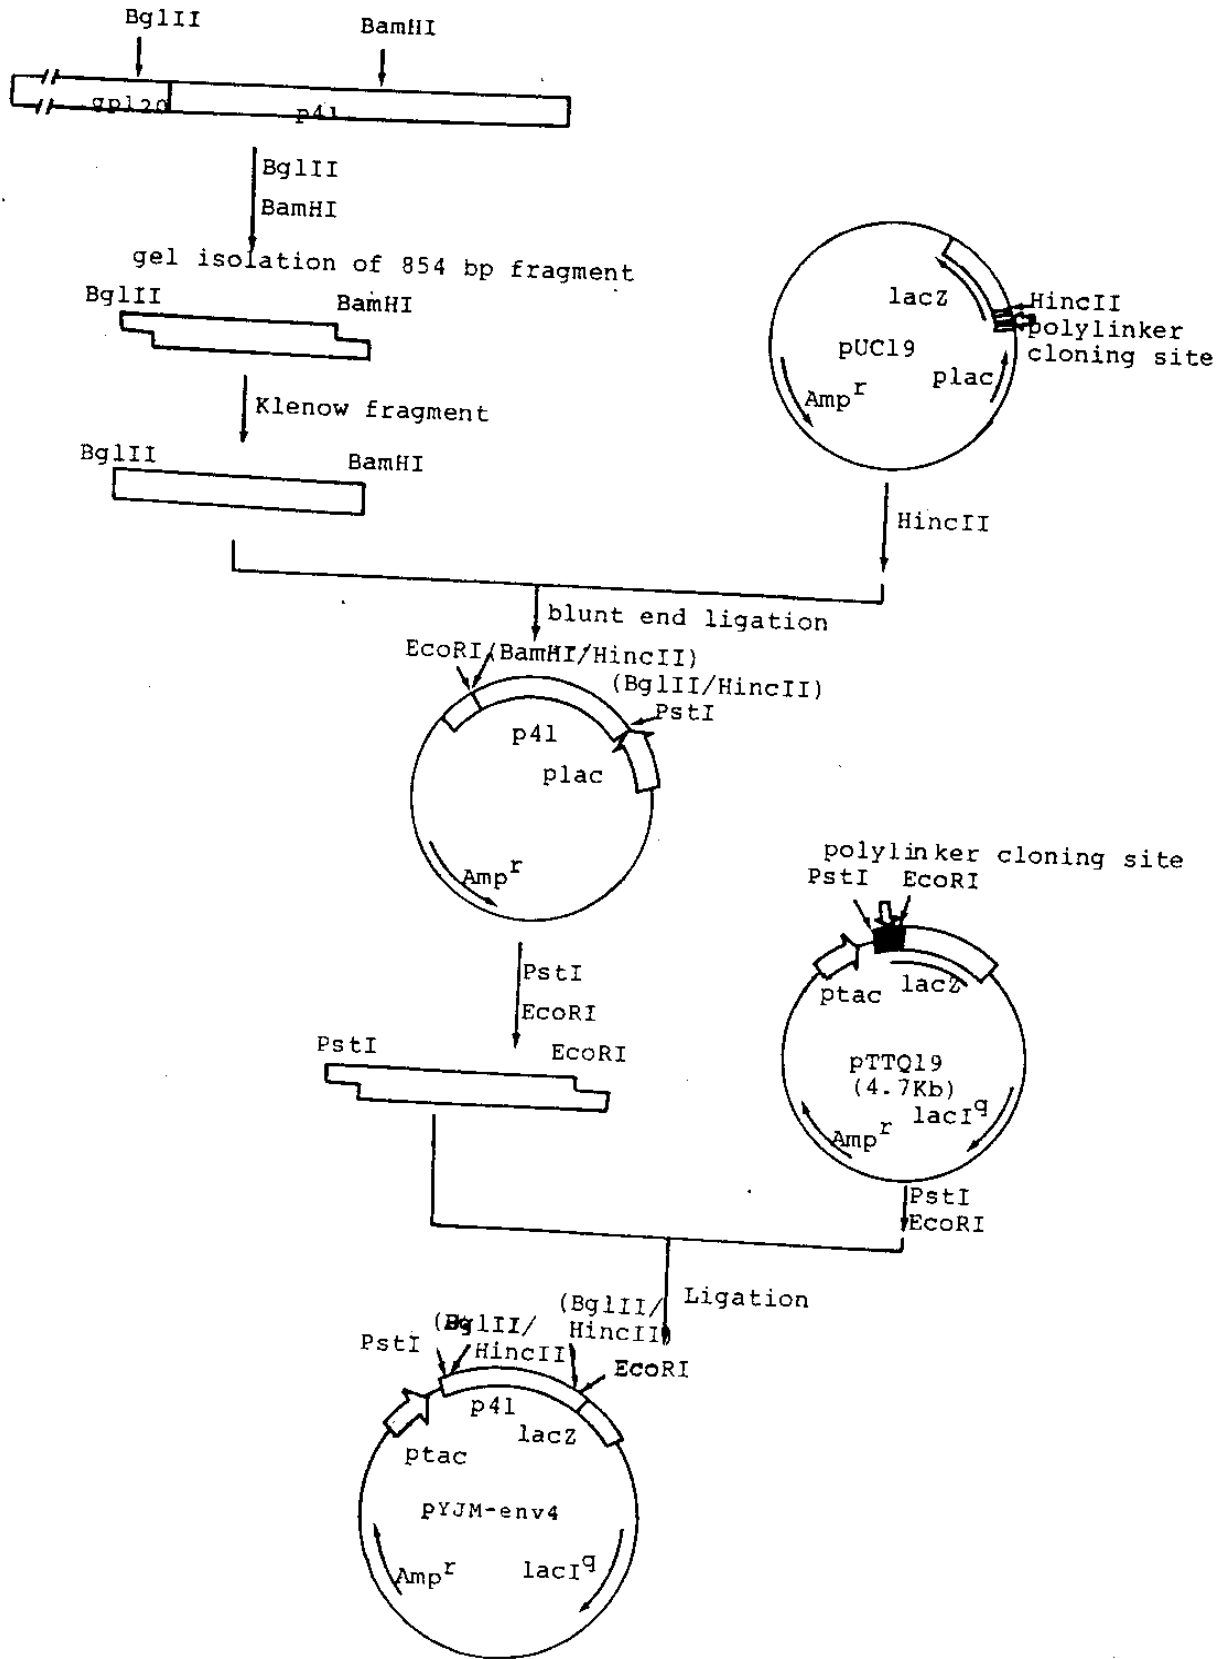 BglII
BamHI
gp120
p41
BglII
BamHI
gel isolation of 854 bp fragment
BglII
BamHI
Klenow fragment
BglII
BamHI
lacZ
HincII
polylinker
cloning site
pUC19
plac
Amp^r
HincII
blunt end ligation
EcoRI(BamHI/HincII)
(BglII/HincII)
PstI
p41
plac
Amp^r
PstI
EcoRI
PstI
EcoRI
polylinker cloning site
PstI
EcoRI
ptac
lacZ
pTTQ19
(4.7Kb)
lacI^q
Amp^r
PstI
EcoRI
Ligation
PstI
(BglII/
HincII)
(BglII/
HincII)
EcoRI
p41
lacZ
ptac
pYJM-env4
Amp^r
lacI^q